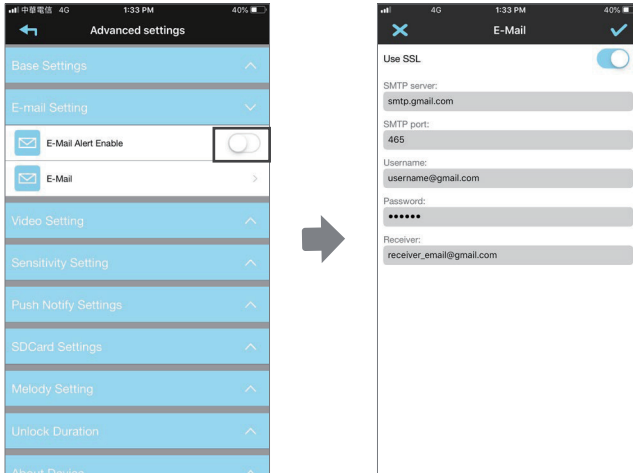 中華電信 4G 1:33 PM 40%
Advanced settings
Base Settings
E-mail Setting
E-Mail Alert Enable
E-Mail
Video Setting
Sensitivity Setting
Push Notify Settings
SDCard Settings
Melody Setting
Unlock Duration
About Device
4G 1:33 PM 40%
E-Mail
Use SSL
SMTP server:
smtp.gmail.com
SMTP port:
465
Username:
username@gmail.com
Password:
••••••
Receiver:
receiver_email@gmail.com